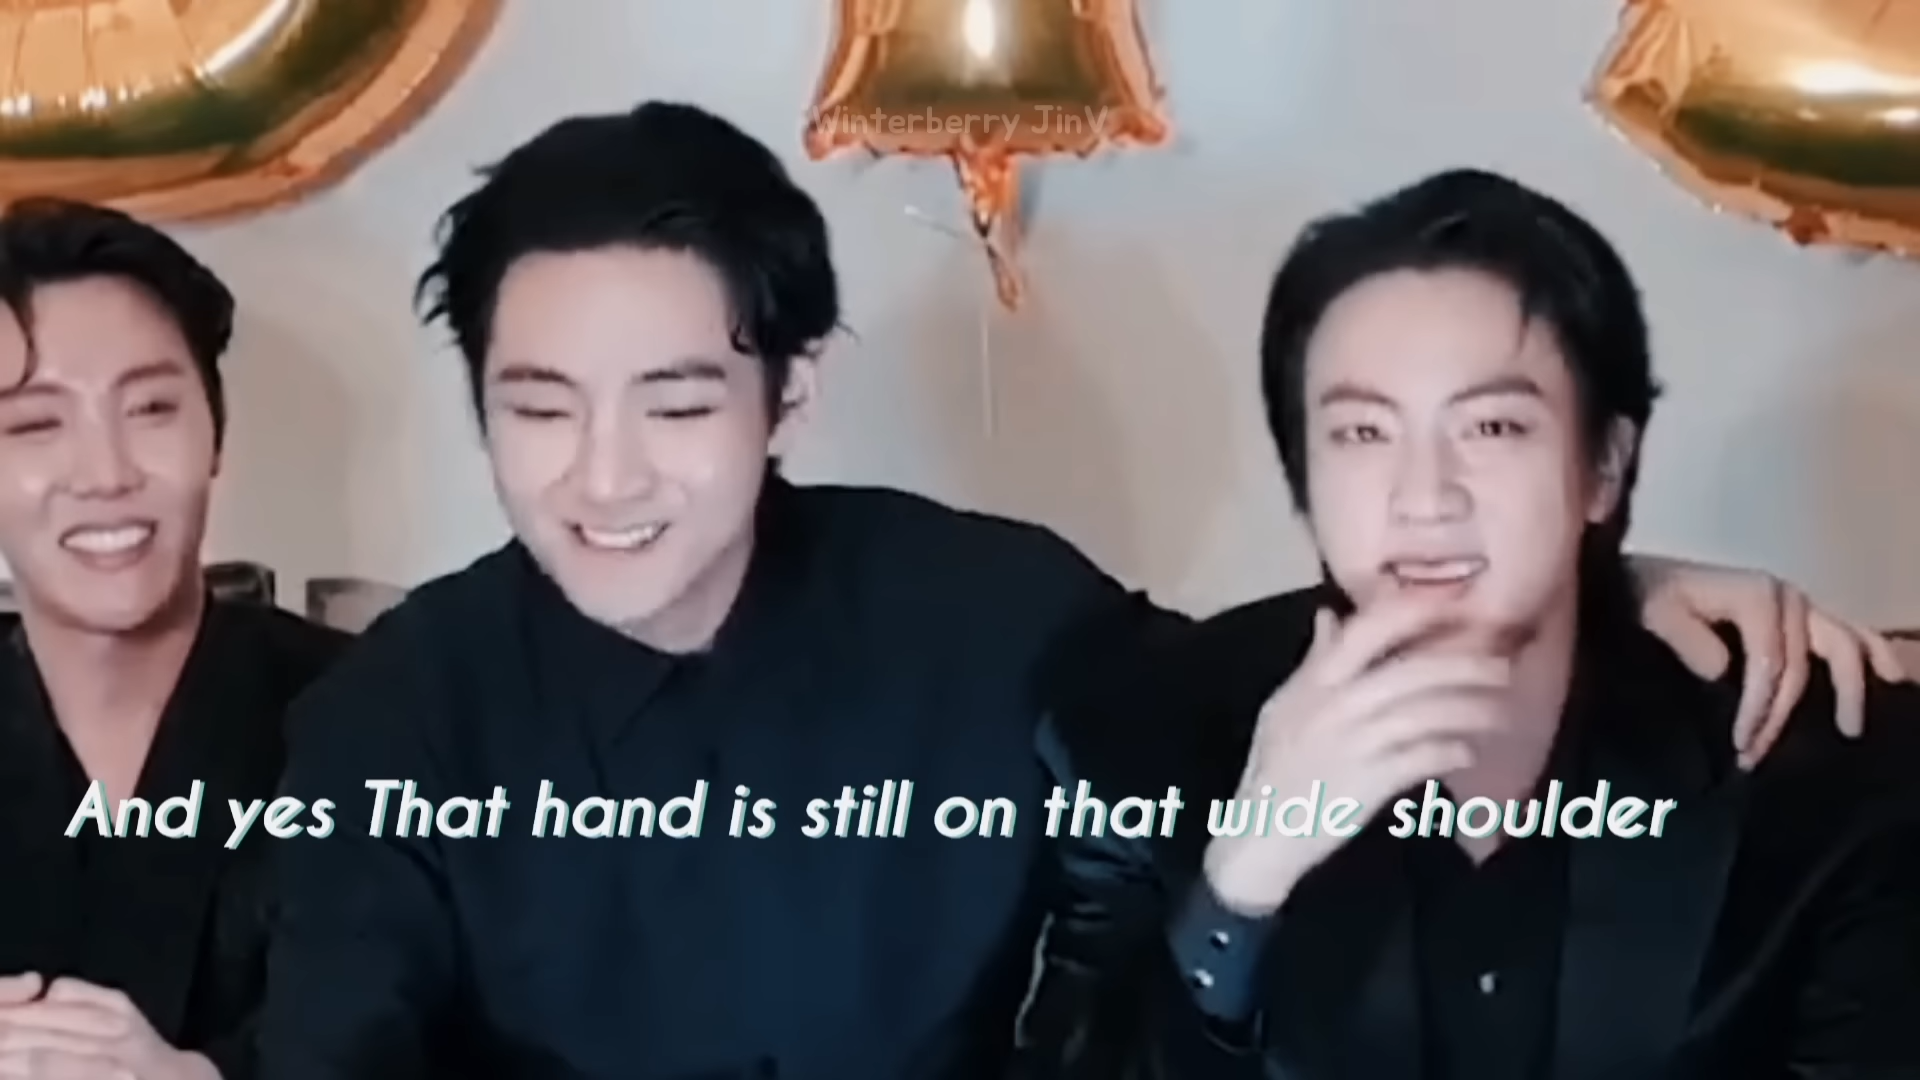 Winterberry JinV
And yes That hand is still on that wide shoulder